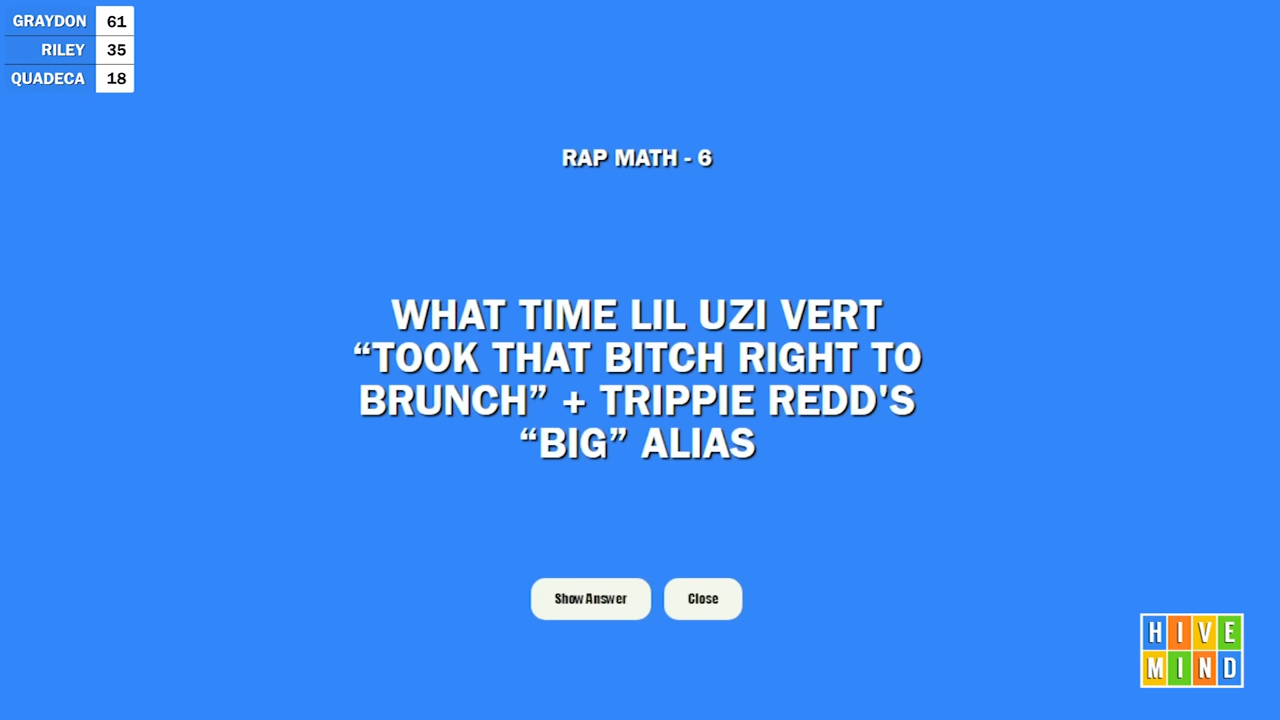 GRAYDON 61
RILEY 35
QUADECA 18
RAP MATH - 6
WHAT TIME LIL UZI VERT
“TOOK THAT BITCH RIGHT TO
BRUNCH” + TRIPPIE REDD'S
“BIG” ALIAS
Show Answer
Close
HIVE
MIND